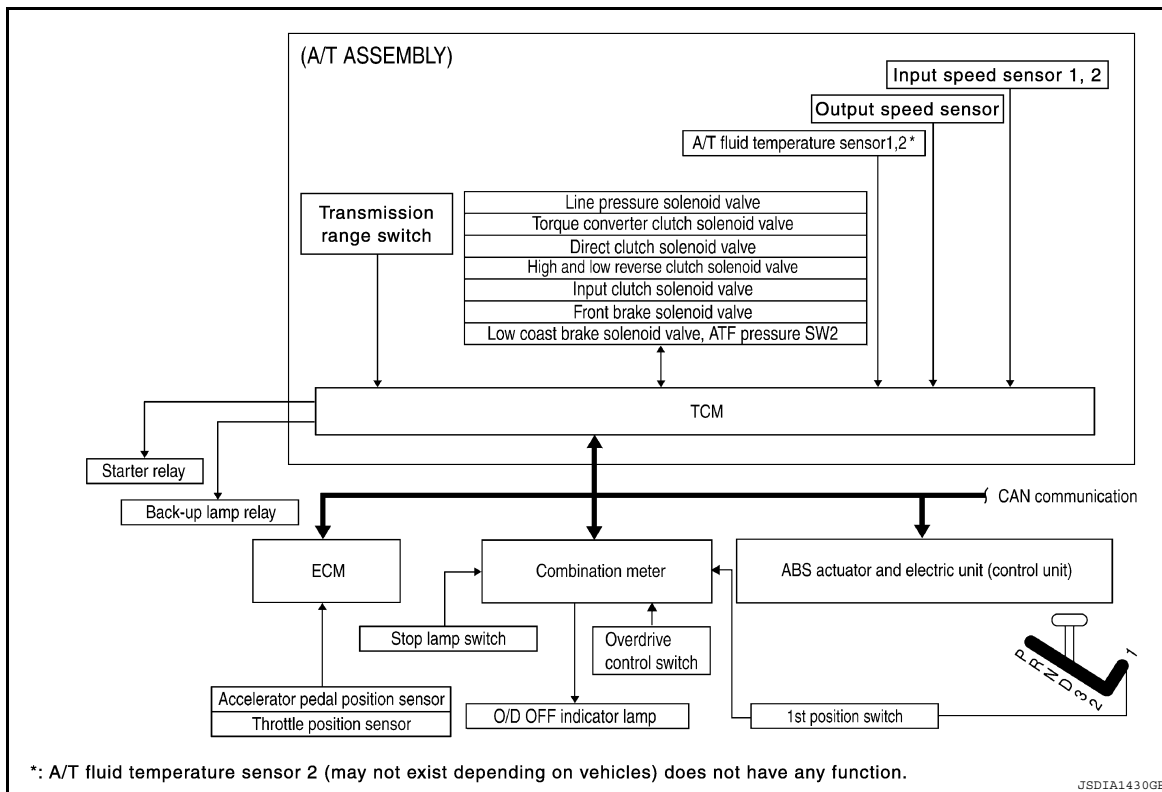 (A/T ASSEMBLY)
Input speed sensor 1, 2
Output speed sensor
A/T fluid temperature sensor1,2*
Transmission
range switch
Line pressure solenoid valve
Torque converter clutch solenoid valve
Direct clutch solenoid valve
High and low reverse clutch solenoid valve
Input clutch solenoid valve
Front brake solenoid valve
Low coast brake solenoid valve, ATF pressure SW2
TCM
Starter relay
Back-up lamp relay
CAN communication
ECM
Combination meter
ABS actuator and electric unit (control unit)
Stop lamp switch
Overdrive
control switch
P R N D 3 2 1
Accelerator pedal position sensor
Throttle position sensor
O/D OFF indicator lamp
1st position switch
*: A/T fluid temperature sensor 2 (may not exist depending on vehicles) does not have any function.
JSDIA1430GB